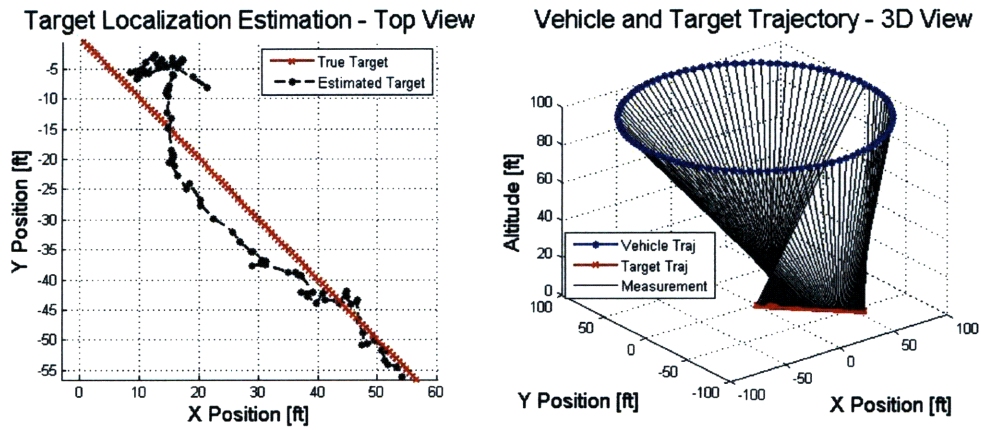 Target Localization Estimation - Top View
True Target
Estimated Target
-5
-10
-15
-20
-25
-30
-35
-40
-45
-50
-55
Y Position [ft]
0
10
20
30
40
50
60
X Position [ft]
Vehicle and Target Trajectory - 3D View
100
80
60
40
20
0
Altitude [ft]
Vehicle Traj
Target Traj
Measurement
100
50
0
-50
-100
Y Position [ft]
-100
-50
0
50
100
X Position [ft]